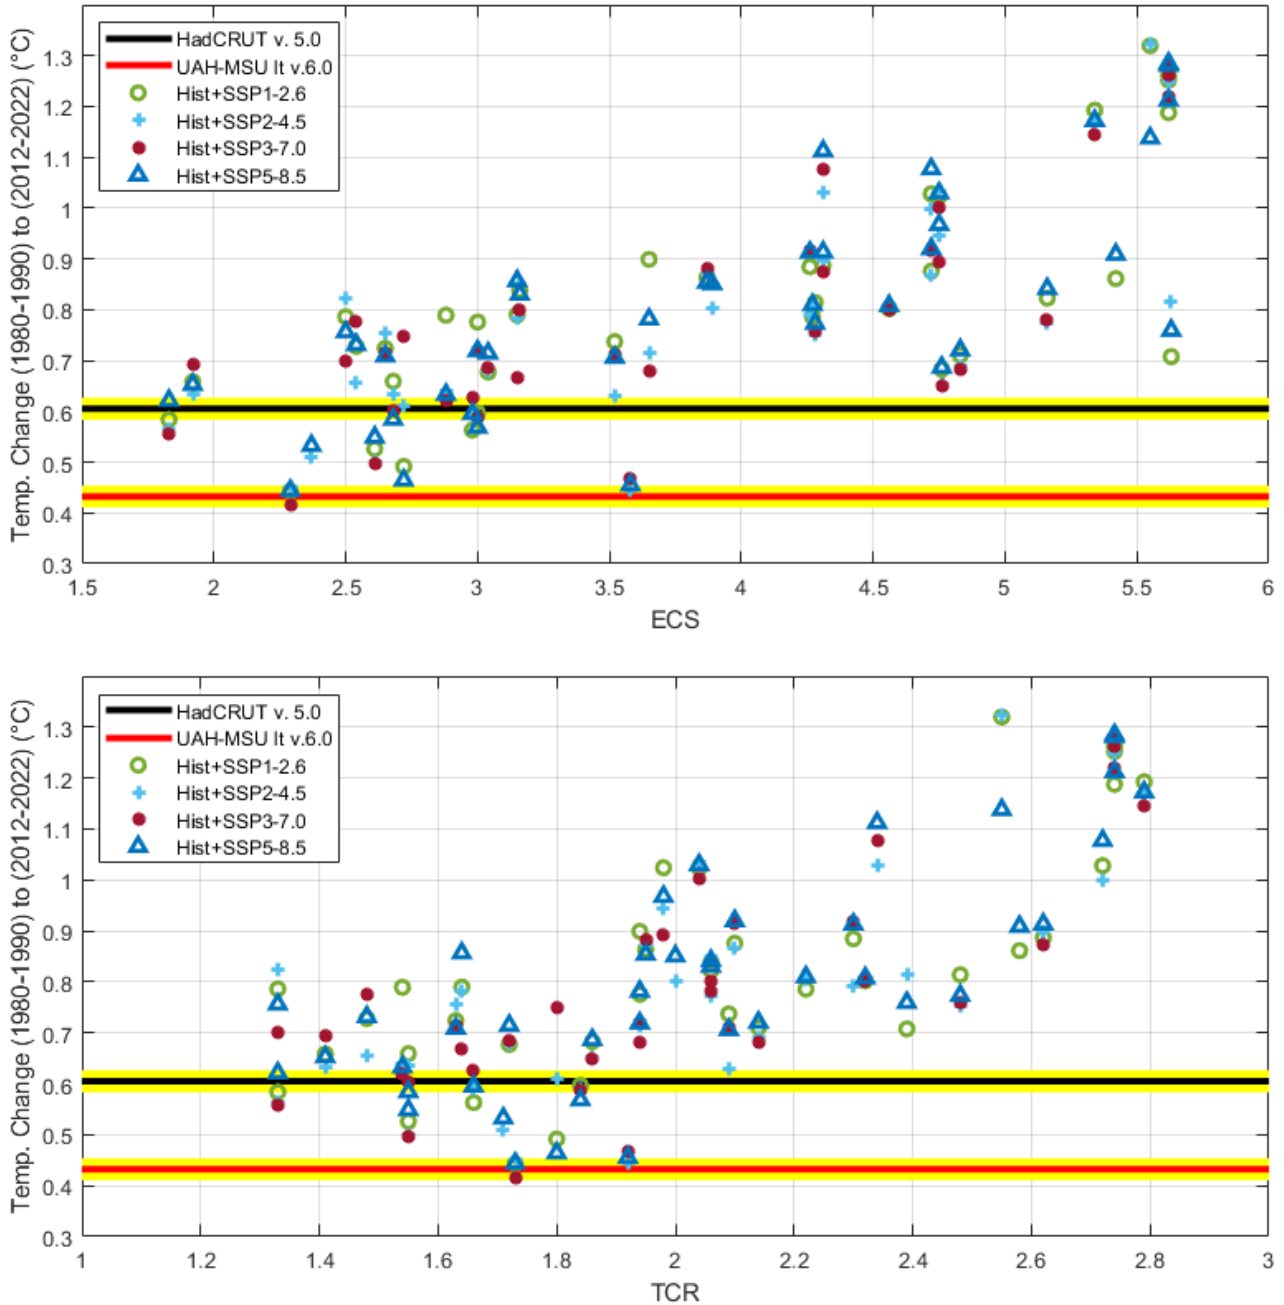 Temp. Change (1980-1990) to (2012-2022) (°C)
1.3
1.2
1.1
1
0.9
0.8
0.7
0.6
0.5
0.4
0.3
HadCRUT v. 5.0
UAH-MSU lt v.6.0
Hist+SSP1-2.6
Hist+SSP2-4.5
Hist+SSP3-7.0
Hist+SSP5-8.5
1.5 2 2.5 3 3.5 4 4.5 5 5.5 6
ECS
Temp. Change (1980-1990) to (2012-2022) (°C)
1.3
1.2
1.1
1
0.9
0.8
0.7
0.6
0.5
0.4
0.3
HadCRUT v. 5.0
UAH-MSU lt v.6.0
Hist+SSP1-2.6
Hist+SSP2-4.5
Hist+SSP3-7.0
Hist+SSP5-8.5
1 1.2 1.4 1.6 1.8 2 2.2 2.4 2.6 2.8 3
TCR